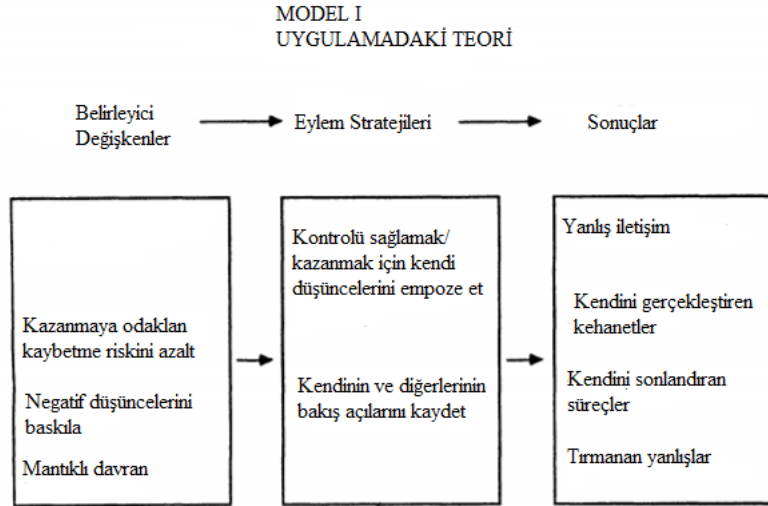 MODEL I
UYGULAMADAKİ TEORİ
Belirleyici
Değişkenler
Eylem Stratejileri
Sonuçlar
Kazanmaya odaklan
kaybetme riskini azalt
Negatif düşüncelerini
baskıla
Mantıklı davran
Kontrolü sağlamak/
kazanmak için kendi
düşüncelerini empoze et
Kendinin ve diğerlerinin
bakış açılarını kaydet
Yanlış iletişim
Kendini gerçekleştiren
kehanetler
Kendini sonlandıran
süreçler
Tırmanan yanlışlar